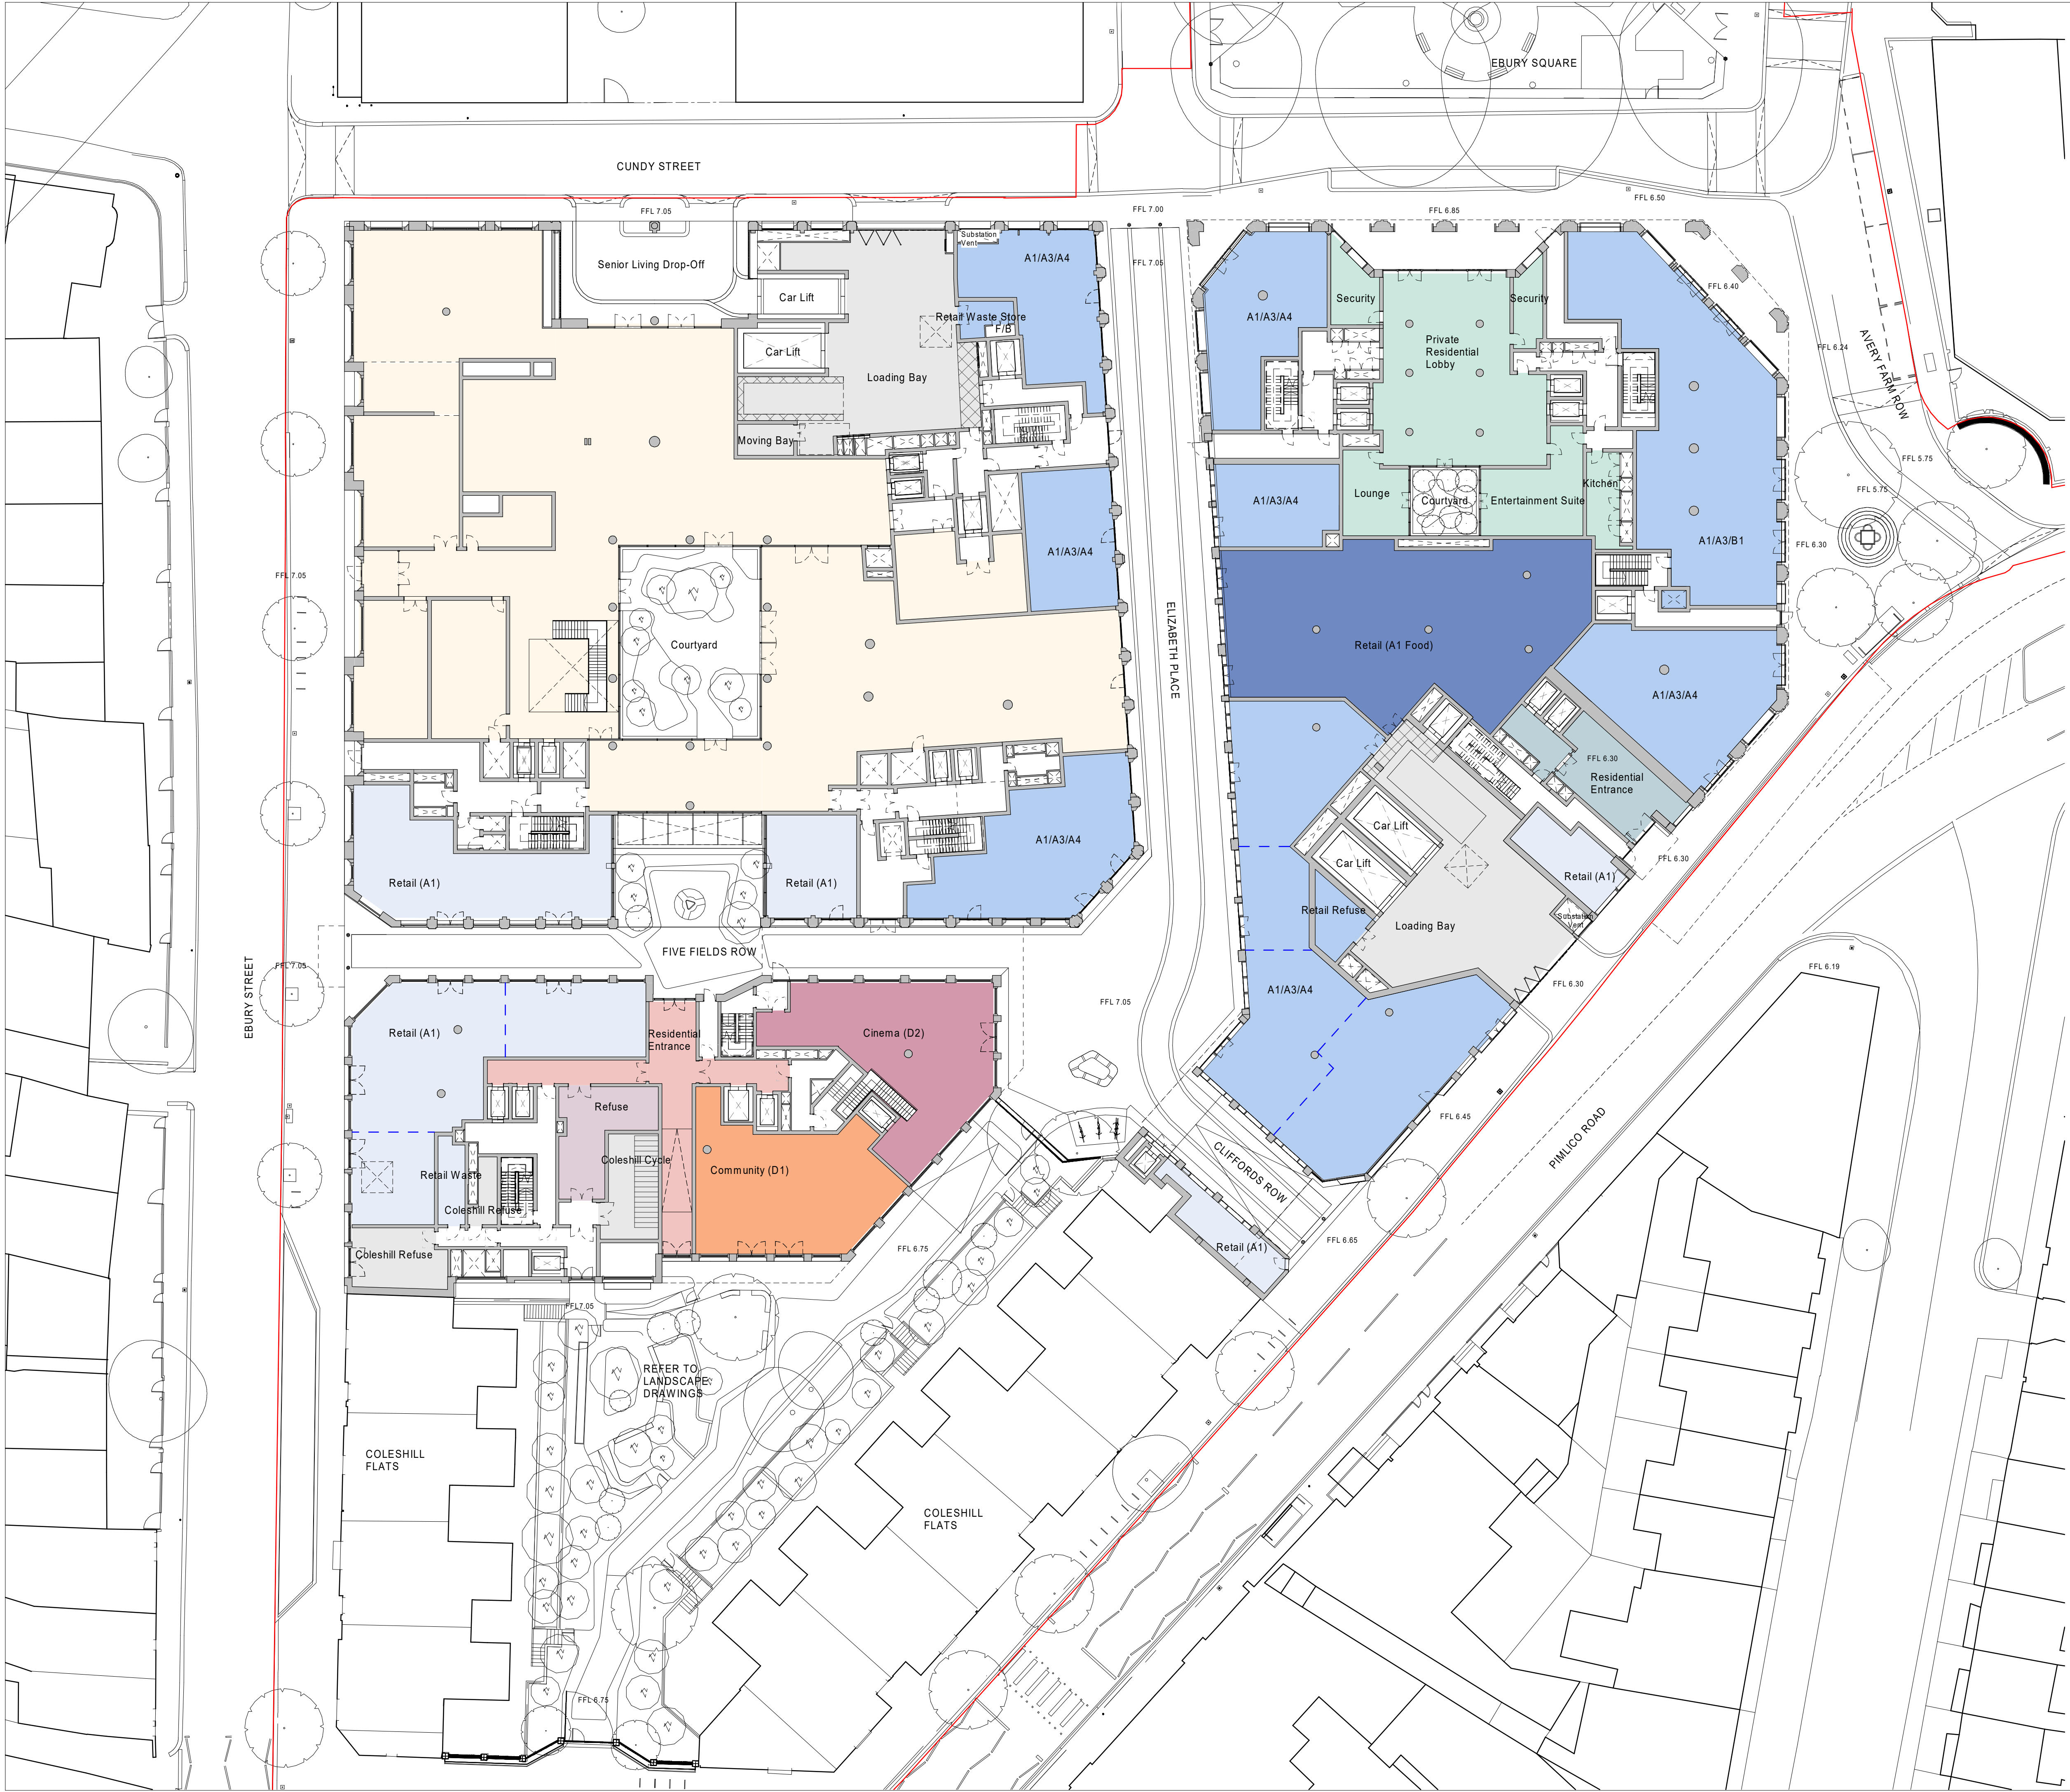 EBURY SQUARE
CUNDY STREET
FFL 7.05
FFL 7.00
FFL 6.85
FFL 6.50
Substation
Vent
A1/A3/A4
Senior Living Drop-Off
FFL 7.05
Car Lift
Security
Security
FFL 6.40
Retail Waste Store
F/B
A1/A3/A4
Private
Residential
Lobby
FFL 6.24
AVERY FARM ROW
Car Lift
Loading Bay
Moving Bay
FFL 5.75
FFL 5.75
Lounge
Courtyard
Entertainment Suite
Kitchen
A1/A3/A4
A1/A3/A4
A1/A3/B1
FFL 6.30
FFL 7.05
ELIZABETH PLACE
Courtyard
Retail (A1 Food)
A1/A3/A4
FFL 6.30
Residential
Entrance
Car Lift
Car Lift
A1/A3/A4
FFL 6.30
Retail (A1)
Retail (A1)
Retail (A1)
Retail Refuse
Substation
Vent
Loading Bay
FIVE FIELDS ROW
EBURY STREET
FFL 7.05
FFL 6.19
FFL 6.30
A1/A3/A4
FFL 7.05
Retail (A1)
Residential
Entrance
Cinema (D2)
Refuse
FFL 6.45
PIMLICO ROAD
Coleshill Cycle
Community (D1)
Retail Waste
CLIFFORDS ROW
Coleshill Refuse
Coleshill Refuse
FFL 6.75
Retail (A1)
FFL 6.65
FFL7.05
REFER TO
LANDSCAPE
DRAWINGS
COLESHILL
FLATS
COLESHILL
FLATS
FFL 6.75